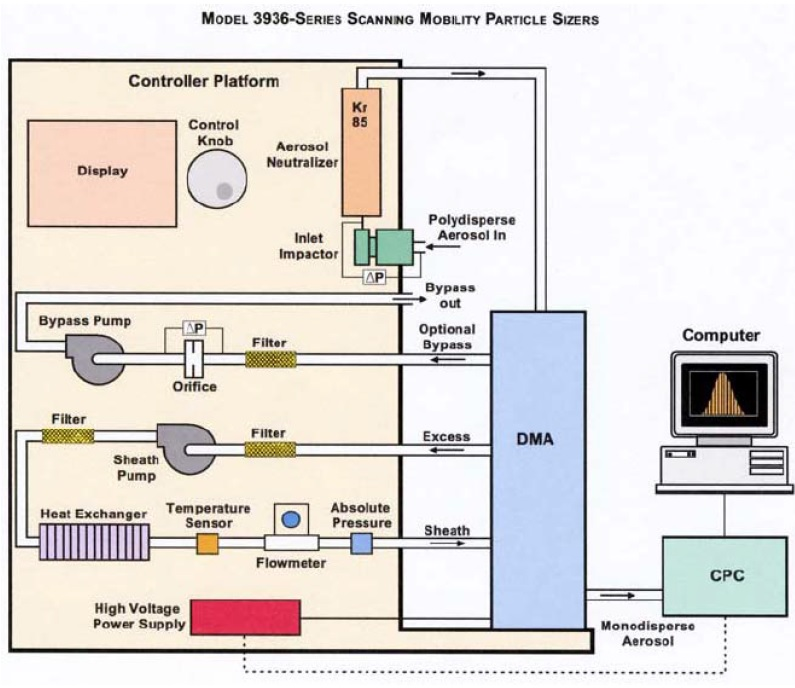 MODEL 3936-SERIES SCANNING MOBILITY PARTICLE SIZERS
Controller Platform
Display
Control
Knob
Aerosol
Neutralizer
Kr
85
Inlet
Impactor
Polydisperse
Aerosol In
ΔP
Bypass
out
Bypass Pump
ΔP
Orifice
Filter
Optional
Bypass
Computer
Filter
Sheath
Pump
Filter
Excess
DMA
Heat Exchanger
Temperature
Sensor
Flowmeter
Absolute
Pressure
Sheath
High Voltage
Power Supply
CPC
Monodisperse
Aerosol